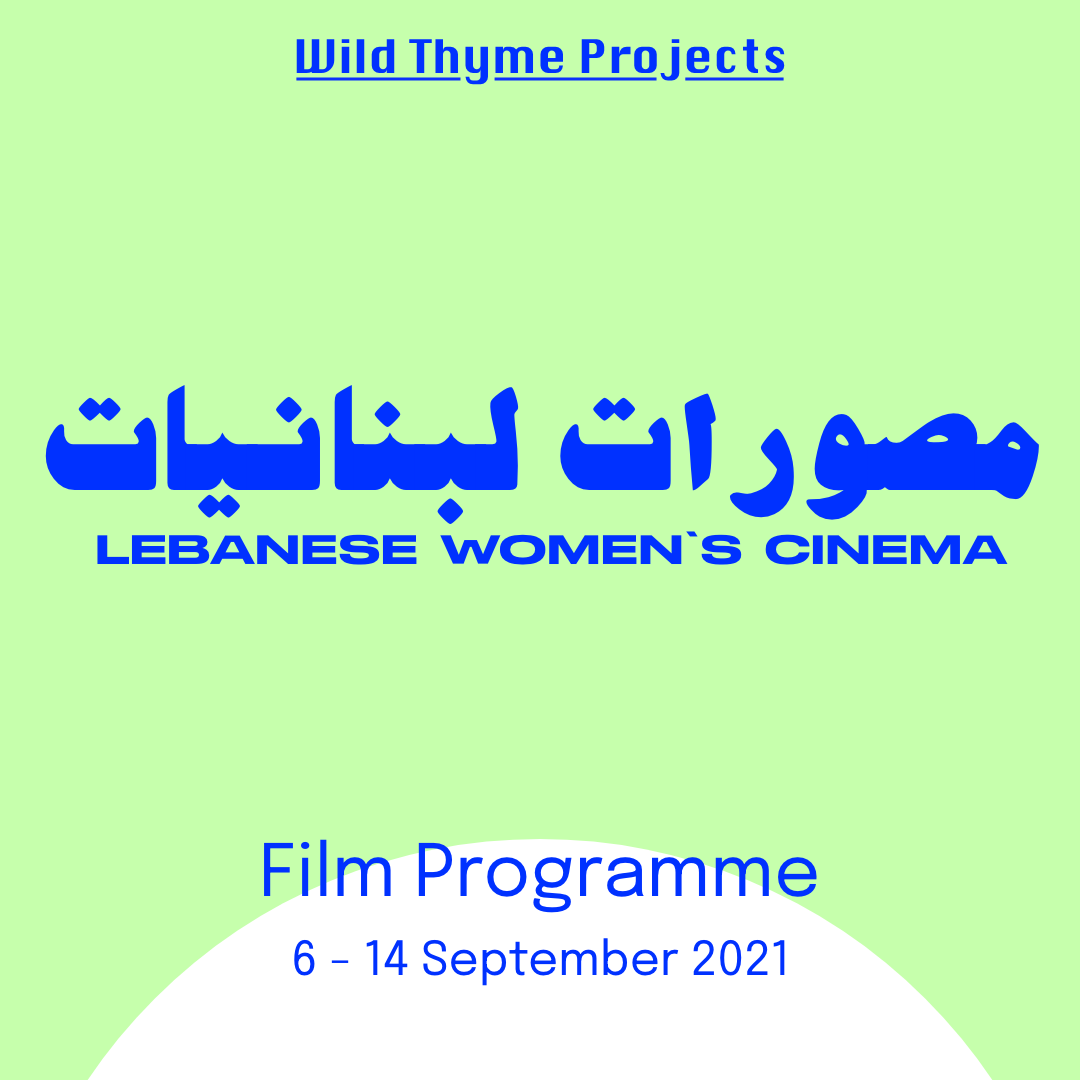 Wild Thyme Projects
مصورات لبنانيات
LEBANESE WOMEN`S CINEMA
Film Programme
6 – 14 September 2021